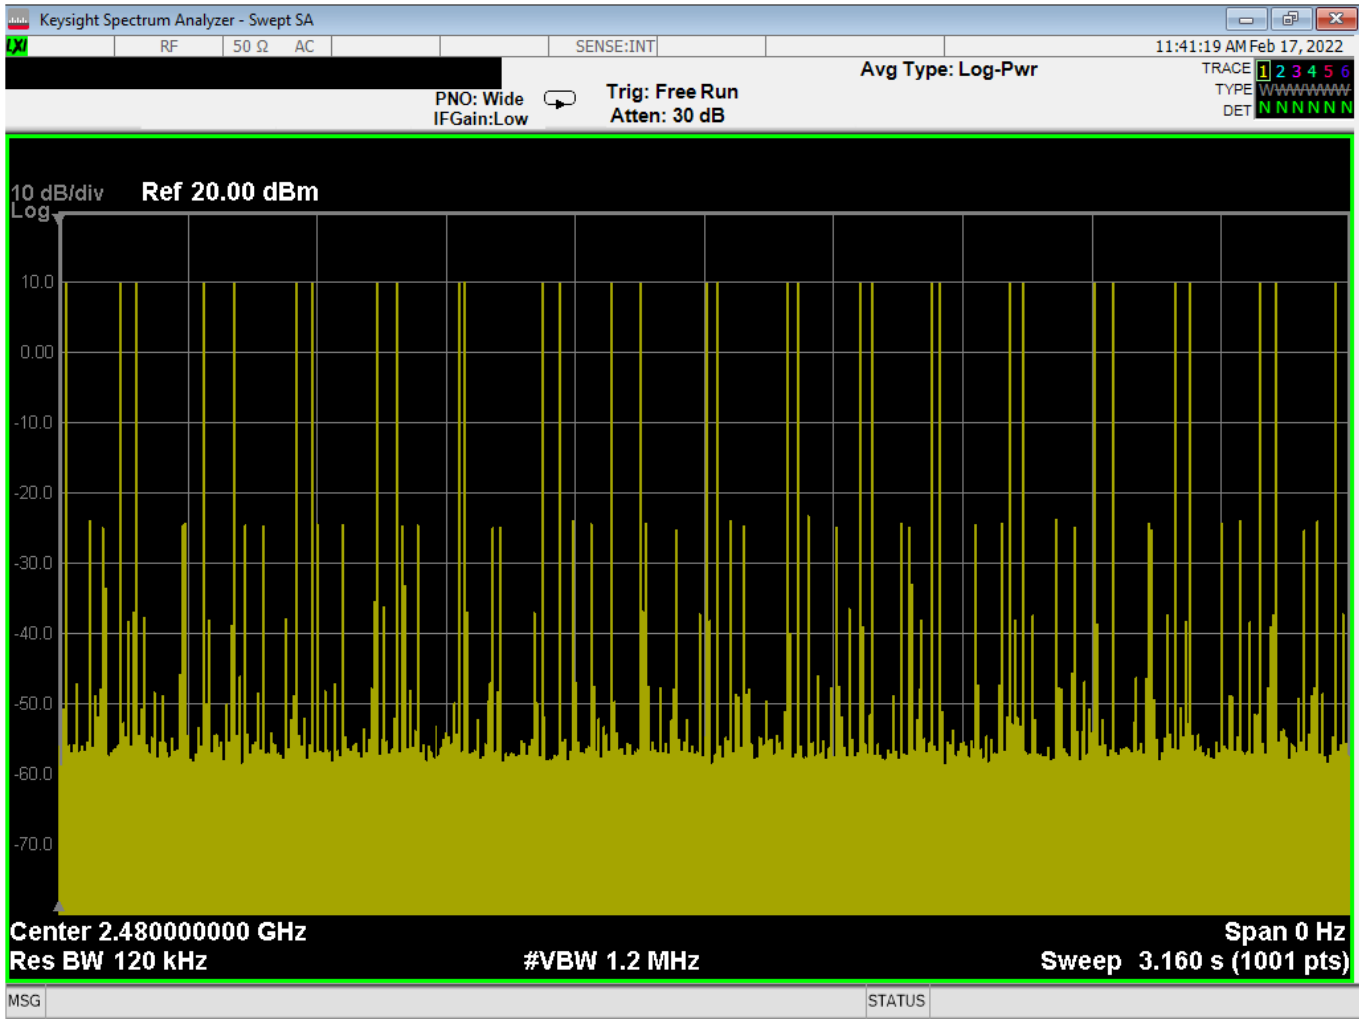 Keysight Spectrum Analyzer - Swept SA
LXI RF 50 Ω AC SENSE:INT 11:41:19 AM Feb 17, 2022
Avg Type: Log-Pwr TRACE 1 2 3 4 5 6
PNO: Wide Trig: Free Run TYPE WWWWWWW
IFGain:Low Atten: 30 dB DET N N N N N N
10 dB/div Ref 20.00 dBm
Log
10.0
0.00
-10.0
-20.0
-30.0
-40.0
-50.0
-60.0
-70.0
Center 2.480000000 GHz Span 0 Hz
Res BW 120 kHz #VBW 1.2 MHz Sweep 3.160 s (1001 pts)
MSG STATUS